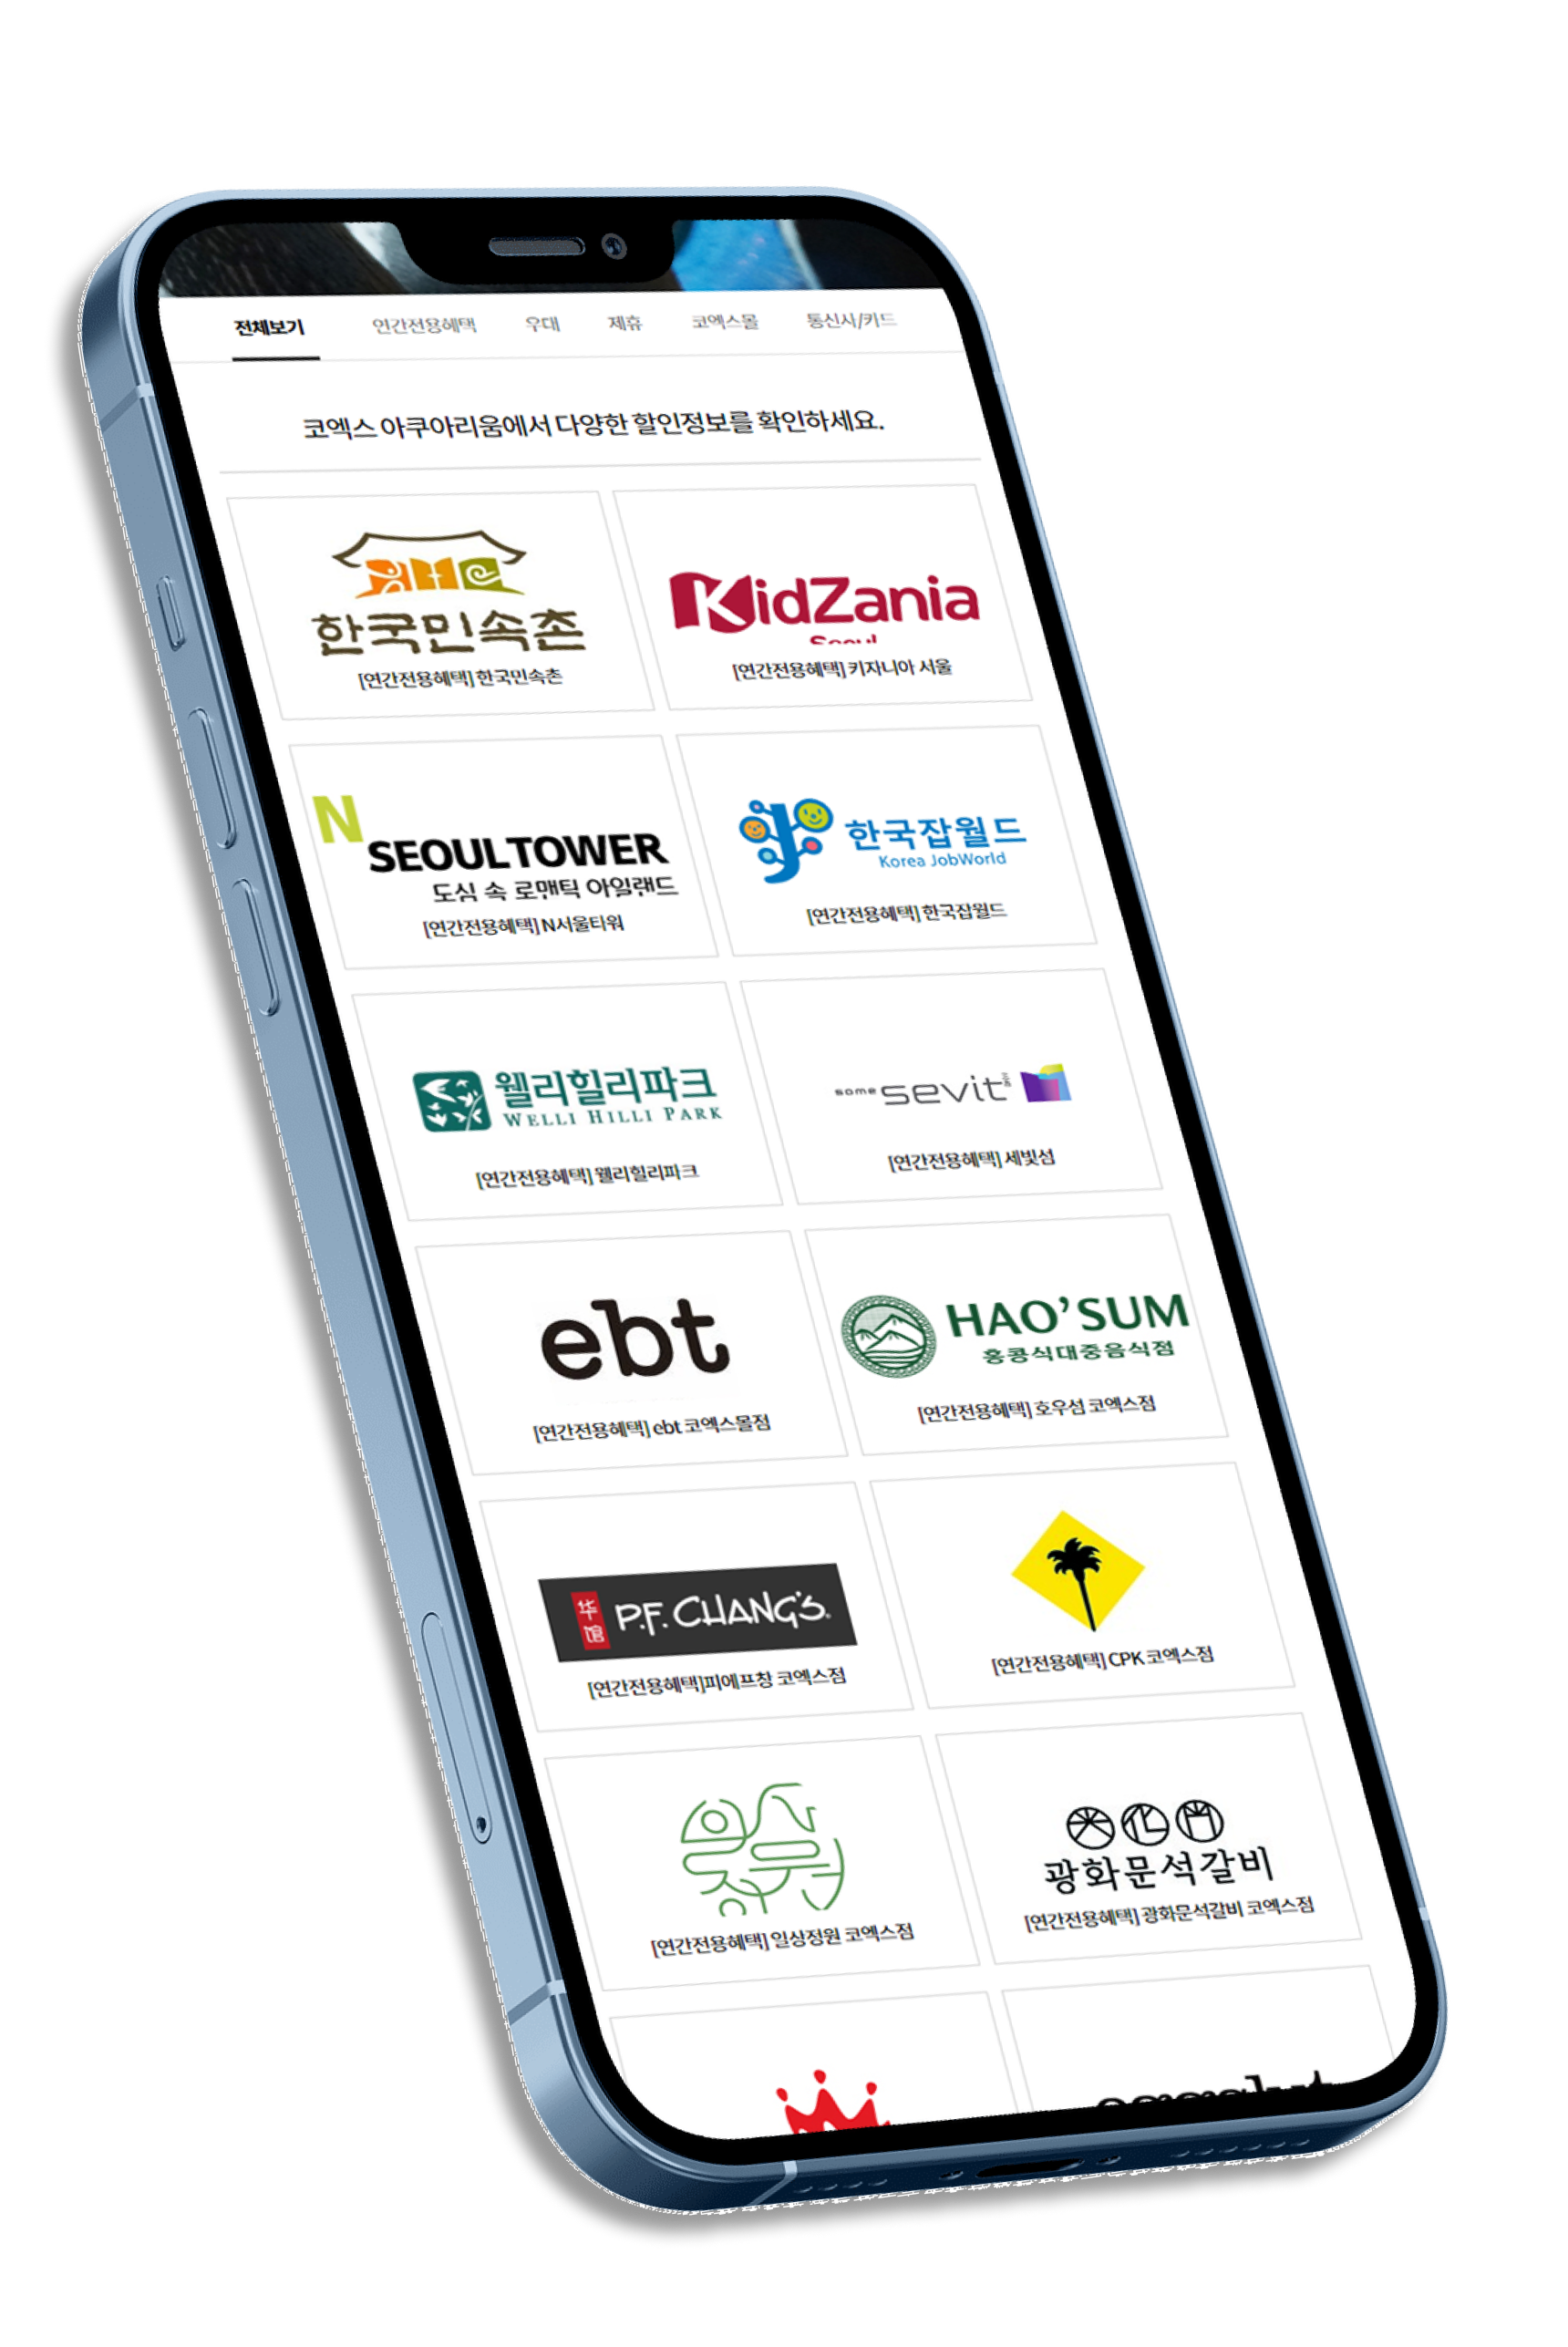 전체보기 연간전용혜택 우대 제휴 코엑스몰 통신사/카드
코엑스 아쿠아리움에서 다양한 할인정보를 확인하세요.
한국민속촌
[연간전용혜택] 한국민속촌
KidZania
Seoul
[연간전용혜택] 키자니아 서울
N
SEOUL TOWER
도심 속 로맨틱 아일랜드
[연간전용혜택] N서울타워
한국잡월드
Korea JobWorld
[연간전용혜택] 한국잡월드
웰리힐리파크
WELLI HILLI PARK
[연간전용혜택] 웰리힐리파크
some sevit
[연간전용혜택] 세빛섬
ebt
[연간전용혜택] ebt 코엑스몰점
HAO'SUM
홍콩식대중음식점
[연간전용혜택] 호우섬 코엑스점
华馆 P.F. CHANG'S
[연간전용혜택]피에프창 코엑스점
[연간전용혜택] CPK 코엑스점
일상정원
[연간전용혜택] 일상정원 코엑스점
光化門
광화문석갈비
[연간전용혜택] 광화문석갈비 코엑스점